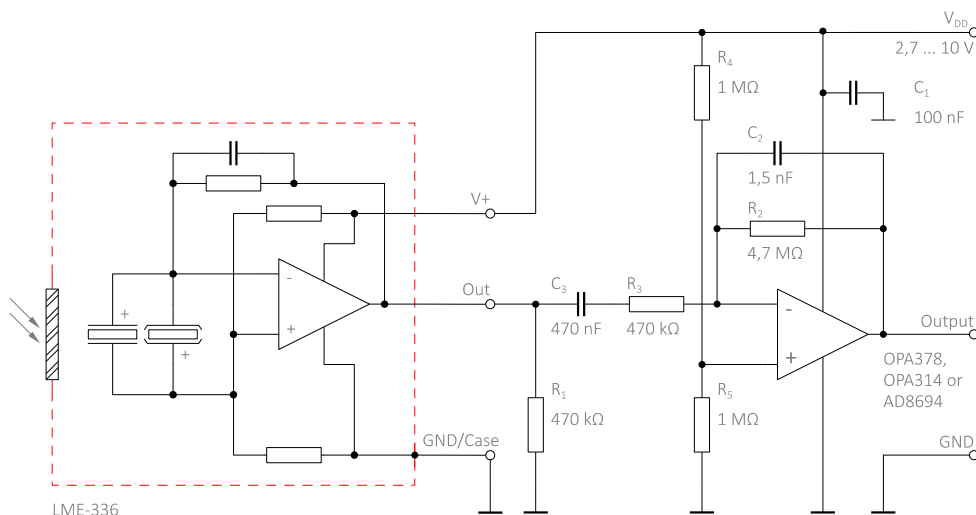 V_DD
2,7 ... 10 V
R₄
1 MΩ
C₁
100 nF
C₂
1,5 nF
R₂
4,7 MΩ
V+
-
+
+
+
Out
C₃
470 nF
R₃
470 kΩ
-
+
Output
OPA378,
OPA314 or
AD8694
R₁
470 kΩ
R₅
1 MΩ
GND/Case
GND
LME-336